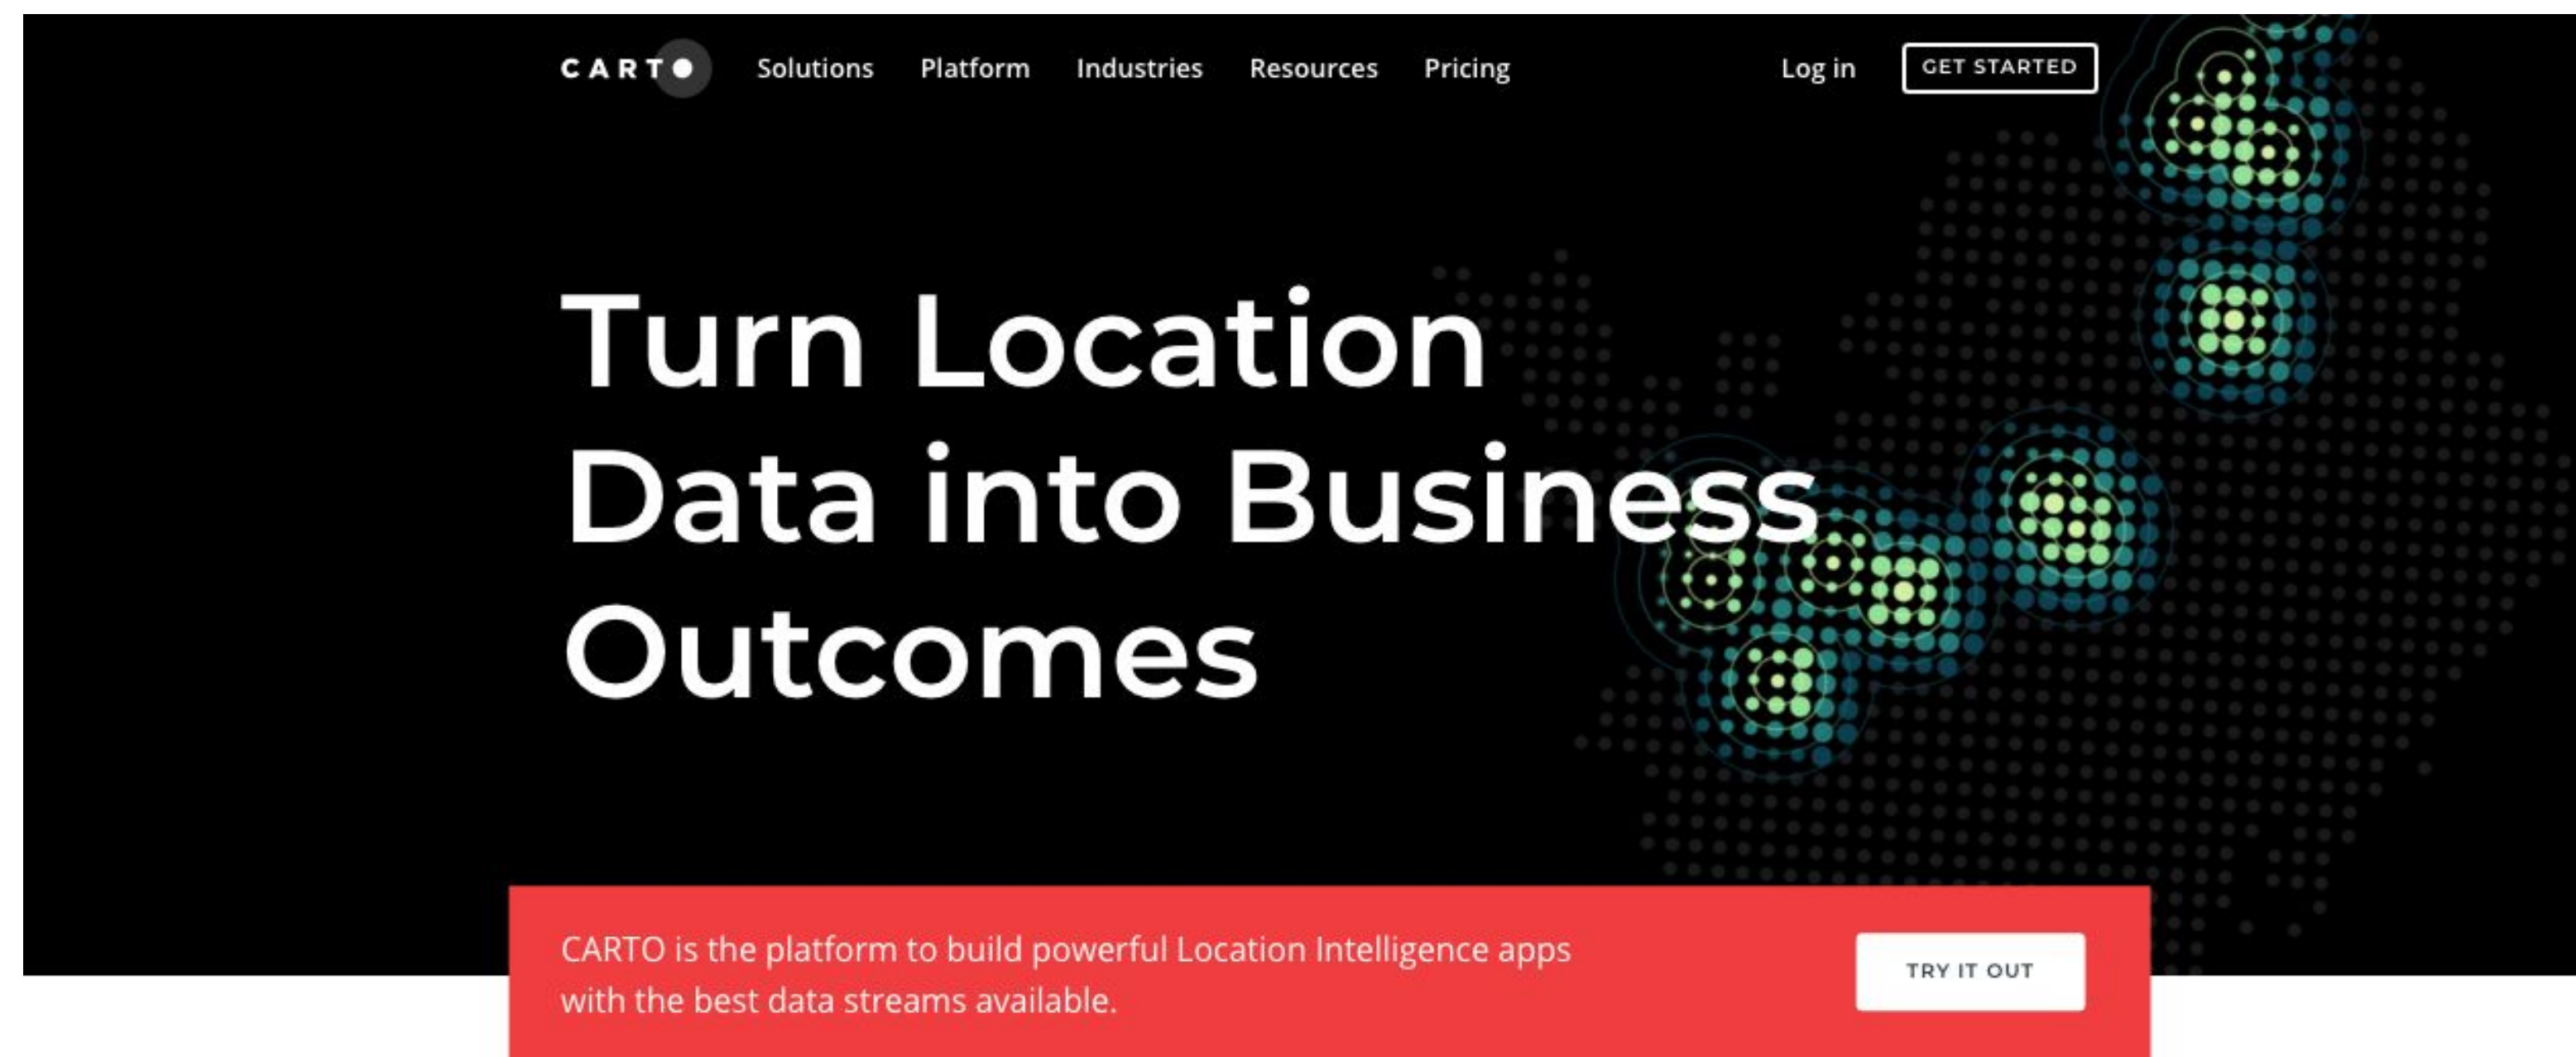 CARTO Solutions Platform Industries Resources Pricing Log in GET STARTED
Turn Location
Data into Business
Outcomes
CARTO is the platform to build powerful Location Intelligence apps
with the best data streams available.
TRY IT OUT